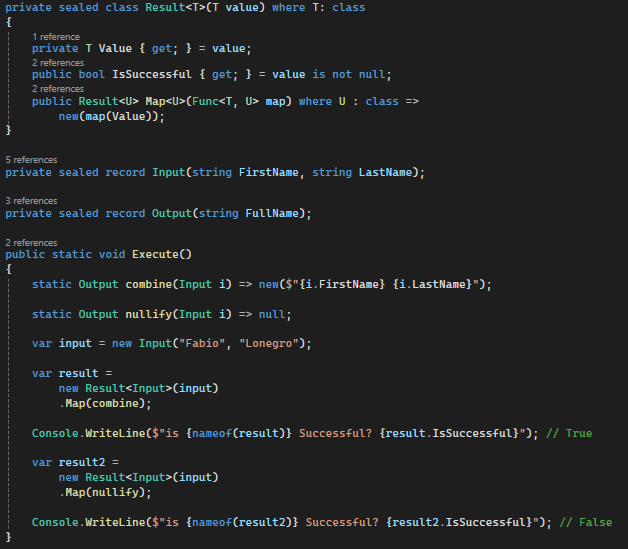 private sealed class Result<T>(T value) where T: class
{
1 reference
private T Value { get; } = value;
2 references
public bool IsSuccessful { get; } = value is not null;
2 references
public Result<U> Map<U>(Func<T, U> map) where U : class =>
new(map(Value));
}
5 references
private sealed record Input(string FirstName, string LastName);
3 references
private sealed record Output(string FullName);
2 references
public static void Execute()
{
static Output combine(Input i) => new($"{i.FirstName} {i.LastName}");
static Output nullify(Input i) => null;
var input = new Input("Fabio", "Lonegro");
var result =
new Result<Input>(input)
.Map(combine);
Console.WriteLine($"is {nameof(result)} Successful? {result.IsSuccessful}"); // True
var result2 =
new Result<Input>(input)
.Map(nullify);
Console.WriteLine($"is {nameof(result2)} Successful? {result2.IsSuccessful}"); // False
}